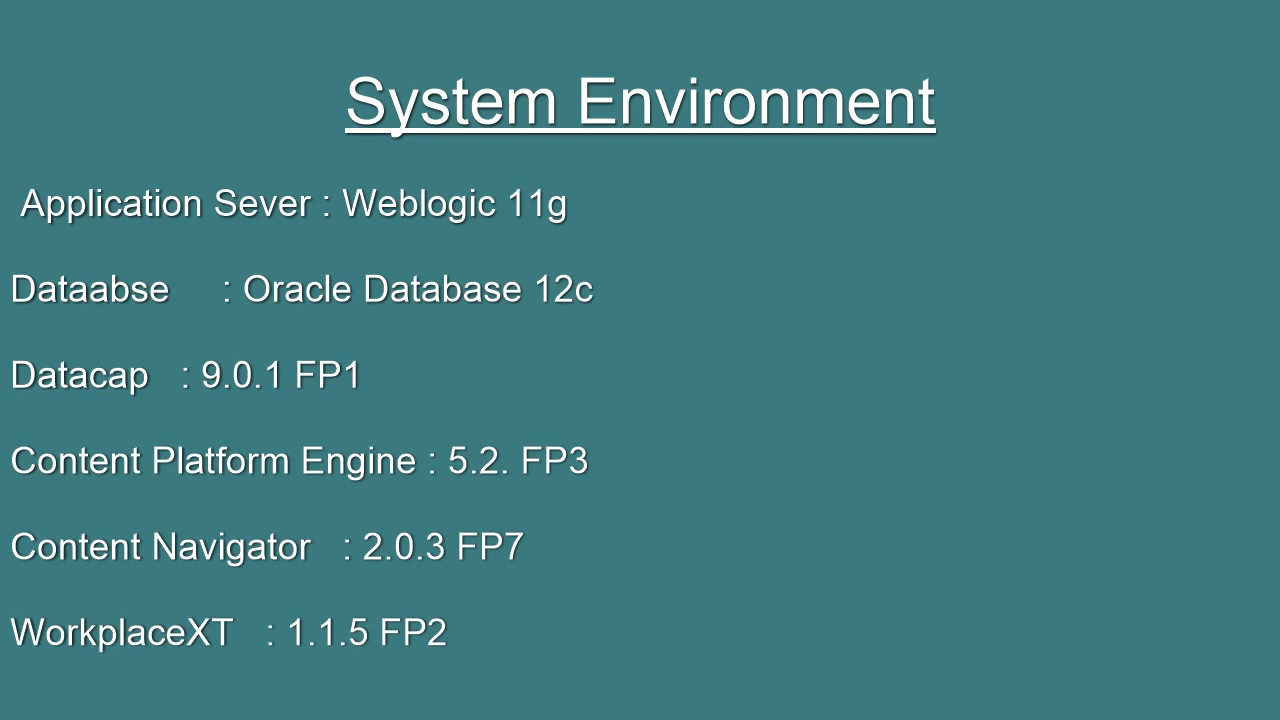 System Environment
Application Sever : Weblogic 11g
Dataabse : Oracle Database 12c
Datacap : 9.0.1 FP1
Content Platform Engine : 5.2. FP3
Content Navigator : 2.0.3 FP7
WorkplaceXT : 1.1.5 FP2